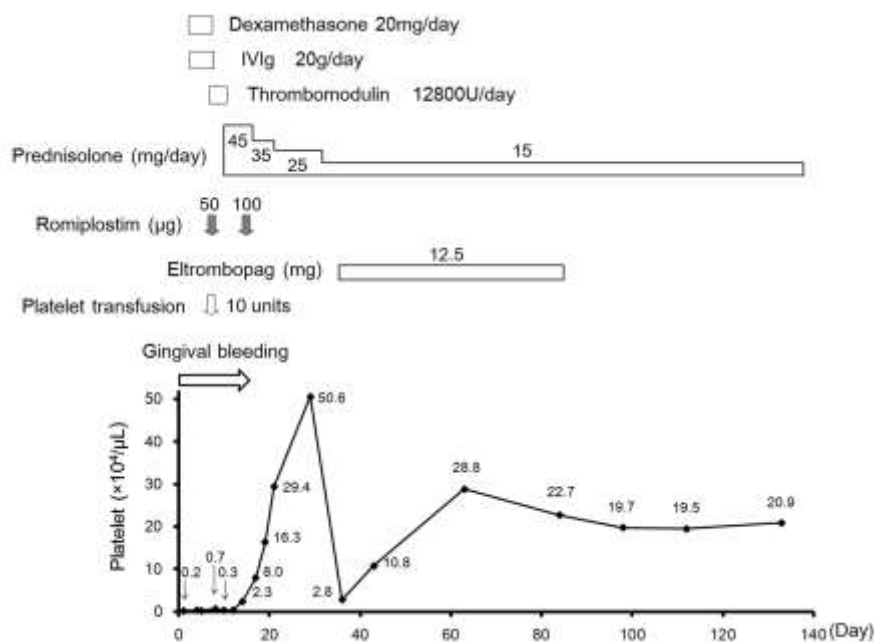 Dexamethasone 20mg/day
IVIg 20g/day
Thrombomodulin 12800U/day
Prednisolone (mg/day)
45
35
25
15
50 100
Romiplostim (μg)
12.5
Eltrombopag (mg)
Platelet transfusion 10 units
Gingival bleeding
Platelet (×10⁴/μL)
50
40
30
20
10
0
0.2
0.7
0.3
2.3
8.0
16.3
29.4
50.6
2.8
10.8
28.8
22.7
19.7
19.5
20.9
0 20 40 60 80 100 120 140 (Day)